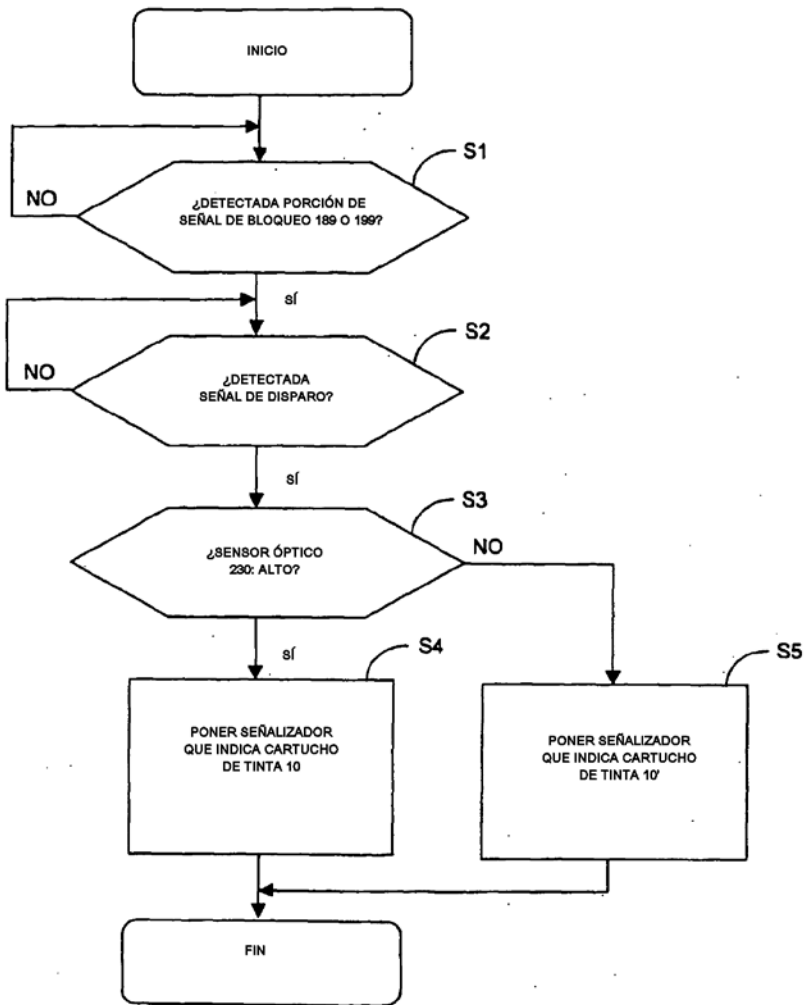 INICIO
S1
¿DETECTADA PORCIÓN DE
SEÑAL DE BLOQUEO 189 O 199?
NO
SÍ
S2
¿DETECTADA
SEÑAL DE DISPARO?
NO
SÍ
S3
¿SENSOR ÓPTICO
230: ALTO?
NO
SÍ
S4
PONER SEÑALIZADOR
QUE INDICA CARTUCHO
DE TINTA 10
S5
PONER SEÑALIZADOR
QUE INDICA CARTUCHO
DE TINTA 10'
FIN